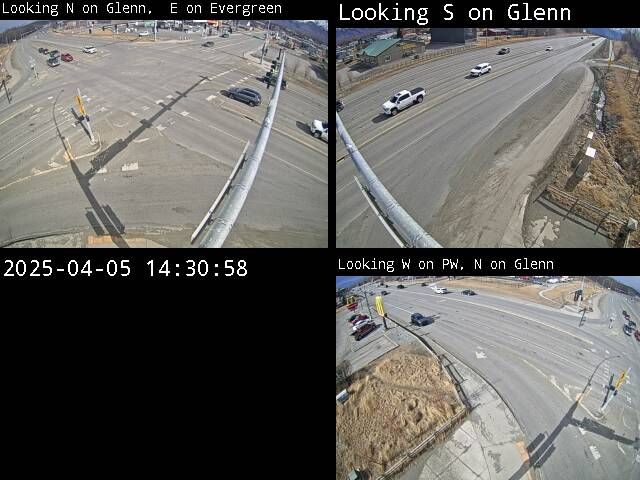 Looking N on Glenn, E on Evergreen
Looking S on Glenn
2025-04-05 14:30:58
Looking W on PW, N on Glenn